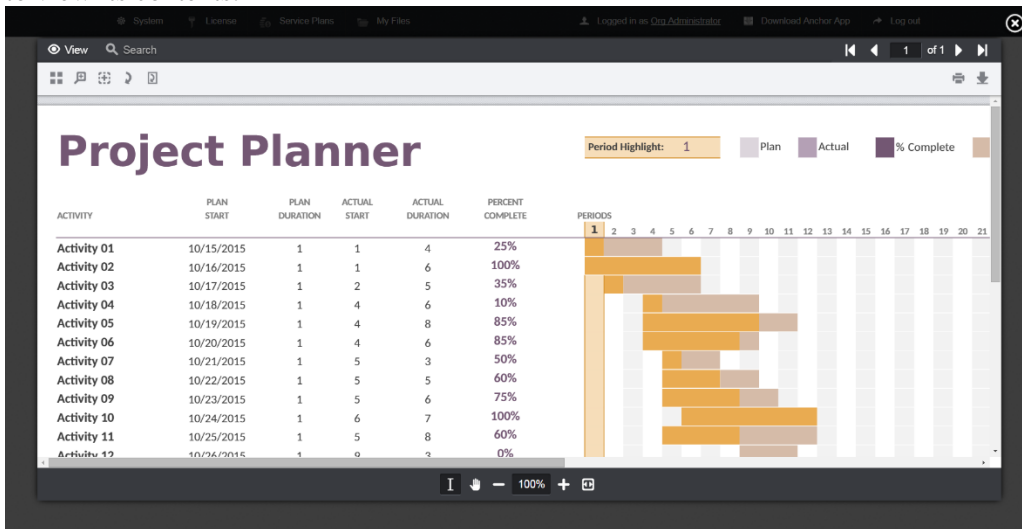 System License Service Plans My Files Logged in as Org Administrator Download Anchor App Log out
View Search 1 of 1
Project Planner
Period Highlight: 1 Plan Actual % Complete
ACTIVITY PLAN START PLAN DURATION ACTUAL START ACTUAL DURATION PERCENT COMPLETE PERIODS
1 2 3 4 5 6 7 8 9 10 11 12 13 14 15 16 17 18 19 20 21
Activity 01 10/15/2015 1 1 4 25%
Activity 02 10/16/2015 1 1 6 100%
Activity 03 10/17/2015 1 2 5 35%
Activity 04 10/18/2015 1 4 6 10%
Activity 05 10/19/2015 1 4 8 85%
Activity 06 10/20/2015 1 4 6 85%
Activity 07 10/21/2015 1 5 3 50%
Activity 08 10/22/2015 1 5 5 60%
Activity 09 10/23/2015 1 5 6 75%
Activity 10 10/24/2015 1 6 7 100%
Activity 11 10/25/2015 1 5 8 60%
Activity 12 10/26/2015 1 9 3 0%
100%